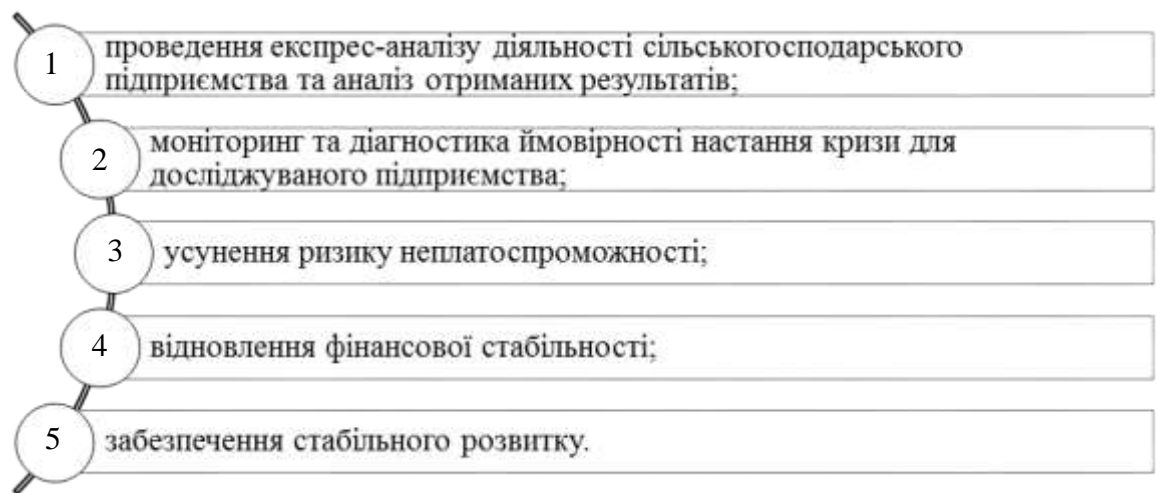 1
проведення експрес-аналізу діяльності сільськогосподарського
підприємства та аналіз отриманих результатів;
2
моніторинг та діагностика ймовірності настання кризи для
досліджуваного підприємства;
3
усунення ризику неплатоспроможності;
4
відновлення фінансової стабільності;
5
забезпечення стабільного розвитку.